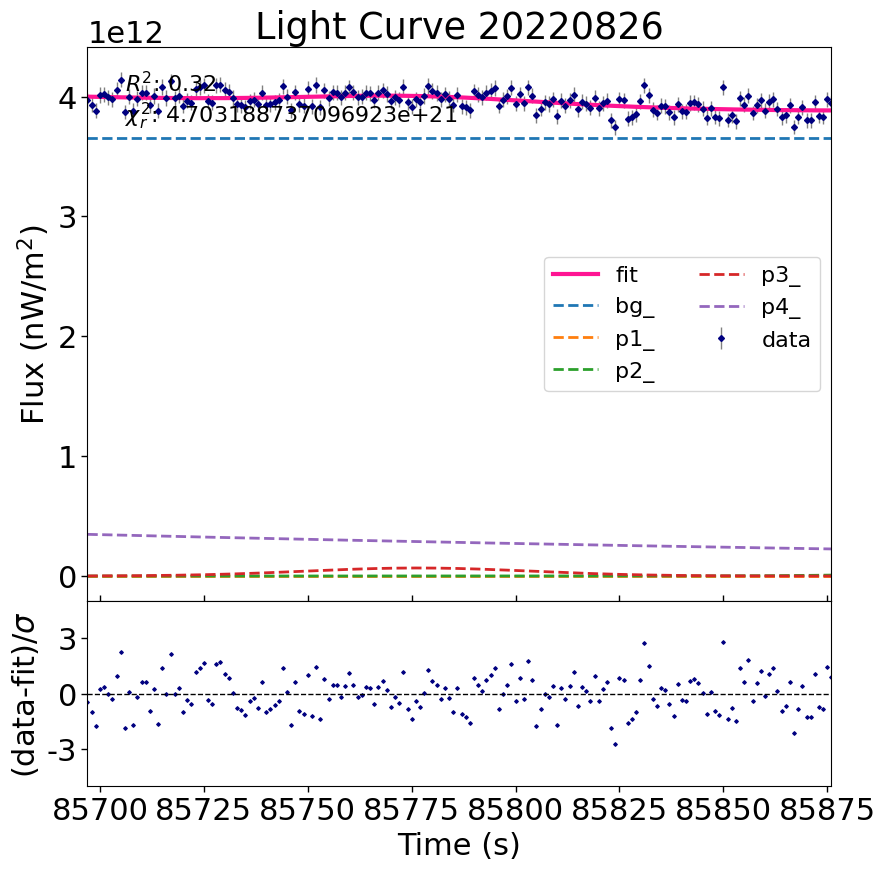 Light Curve 20220826
1e12
R²: 0.32
χ²ᵣ: 4.703188737096923e+21
4
3
2
1
0
Flux (nW/m²)
fit
bg_
p1_
p2_
p3_
p4_
data
3
0
-3
(data-fit)/σ
85700 85725 85750 85775 85800 85825 85850 85875
Time (s)